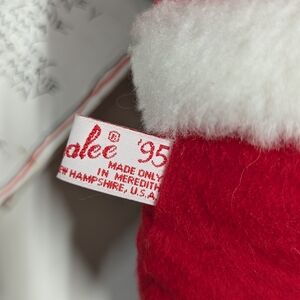 alee ® '95
MADE ONLY
IN MEREDITH
EW HAMPSHIRE, U.S.A.